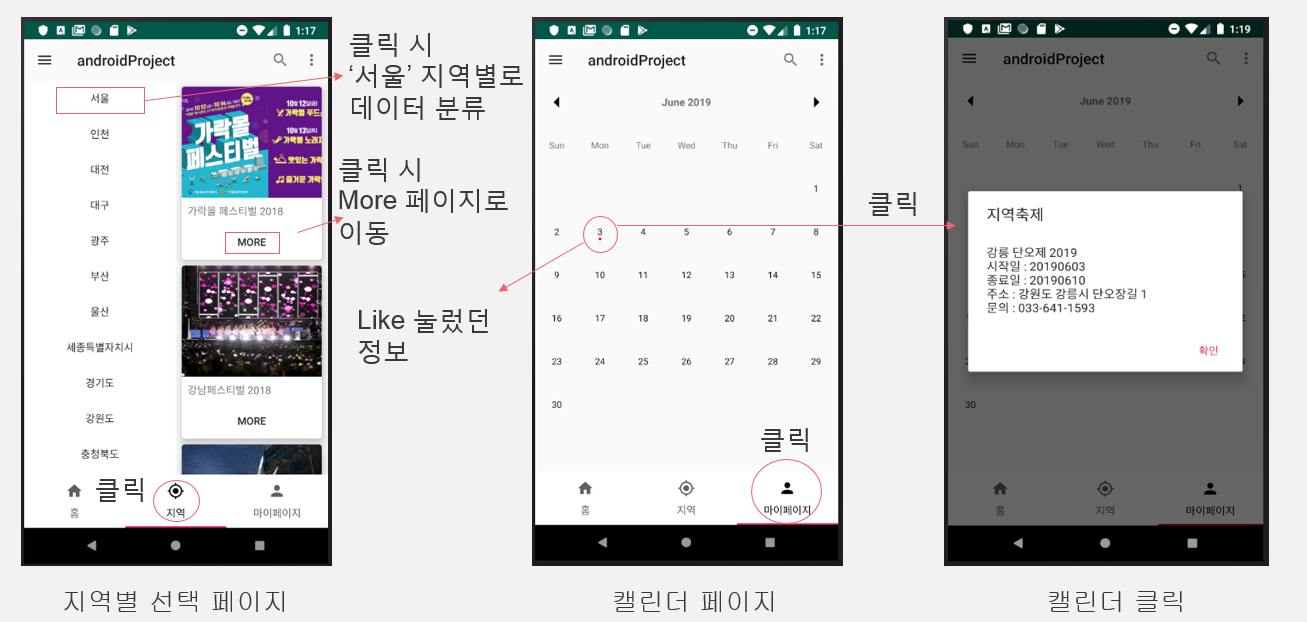 1:17
androidProject
서울
인천
대전
대구
광주
부산
울산
세종특별자치시
경기도
강원도
충청북도
가락몰
페스티벌
가락몰 페스티벌 2018
MORE
강남페스티벌 2018
MORE
홈
지역
마이페이지
클릭
클릭 시
‘서울’ 지역별로
데이터 분류
클릭 시
More 페이지로
이동
지역별 선택 페이지
1:17
androidProject
June 2019
Sun Mon Tue Wed Thu Fri Sat
1
2 3 4 5 6 7 8
9 10 11 12 13 14 15
16 17 18 19 20 21 22
23 24 25 26 27 28 29
30
Like 눌렀던
정보
클릭
홈
지역
마이페이지
캘린더 페이지
클릭
1:19
androidProject
June 2019
Sun Mon Tue Wed Thu Fri Sat
1
지역축제
강릉 단오제 2019
시작일 : 20190603
종료일 : 20190610
주소 : 강원도 강릉시 단오장길 1
문의 : 033-641-1593
확인
30
홈
지역
마이페이지
캘린더 클릭